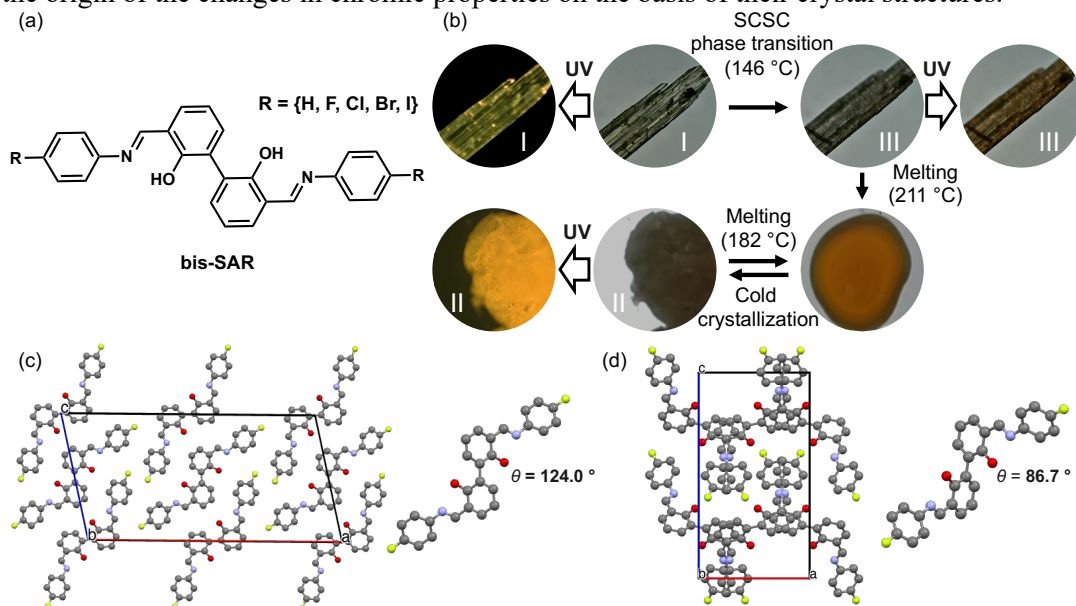 the origin of the changes in chromic properties on the basis of their crystal structures.
(a)
R = {H, F, Cl, Br, I}
R
N
HO
OH
N
R
bis-SAR
(b)
UV
I
I
SCSC
phase transition
(146 °C)
III
UV
III
Melting
(211 °C)
II
UV
II
Melting
(182 °C)
Cold
crystallization
(c)
c
b
a
θ = 124.0 °
(d)
c
b
a
θ = 86.7 °